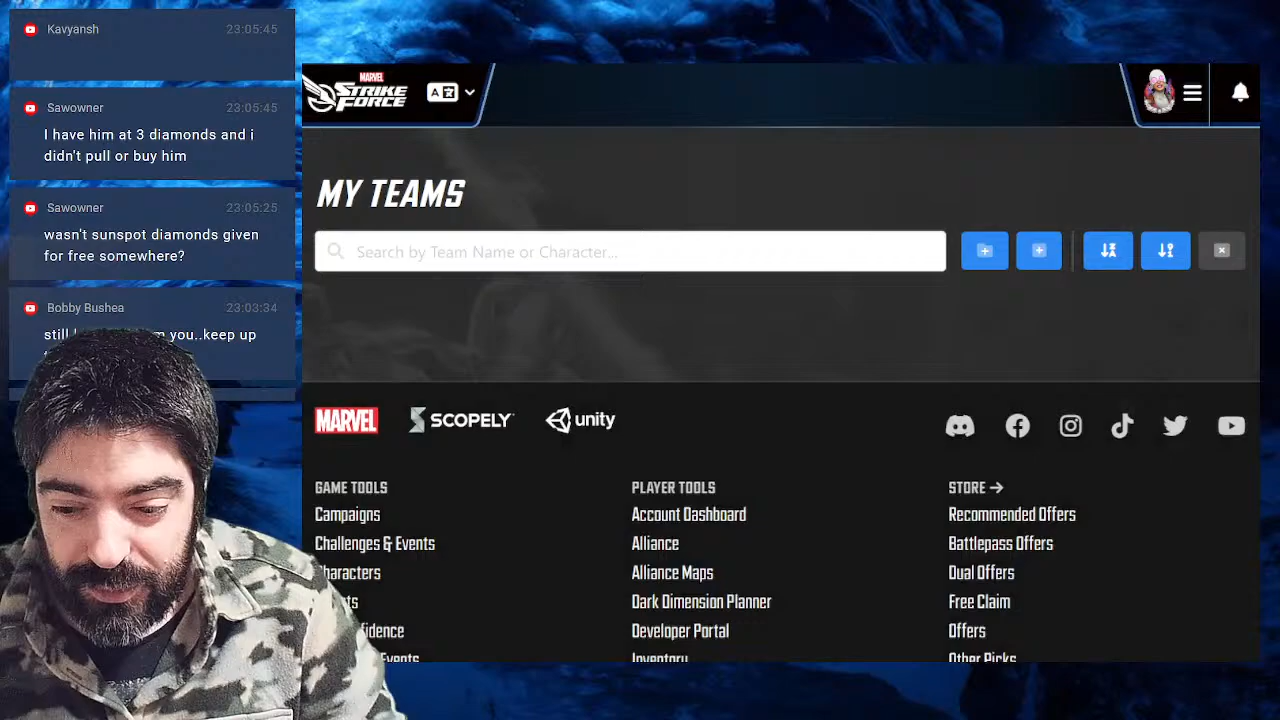 Kavyansh 23:05:45
Sawowner 23:05:45
I have him at 3 diamonds and i
didn't pull or buy him
Sawowner 23:05:25
wasn't sunspot diamonds given
for free somewhere?
Bobby Bushea 23:03:34
still
you..keep up
MARVEL
STRIKE
FORCE
A
MY TEAMS
Search by Team Name or Character...
MARVEL
SCOPELY
unity
GAME TOOLS
Campaigns
Challenges & Events
Characters
PLAYER TOOLS
Account Dashboard
Alliance
Alliance Maps
Dark Dimension Planner
Developer Portal
Inventory
STORE →
Recommended Offers
Battlepass Offers
Dual Offers
Free Claim
Offers
Other Picks